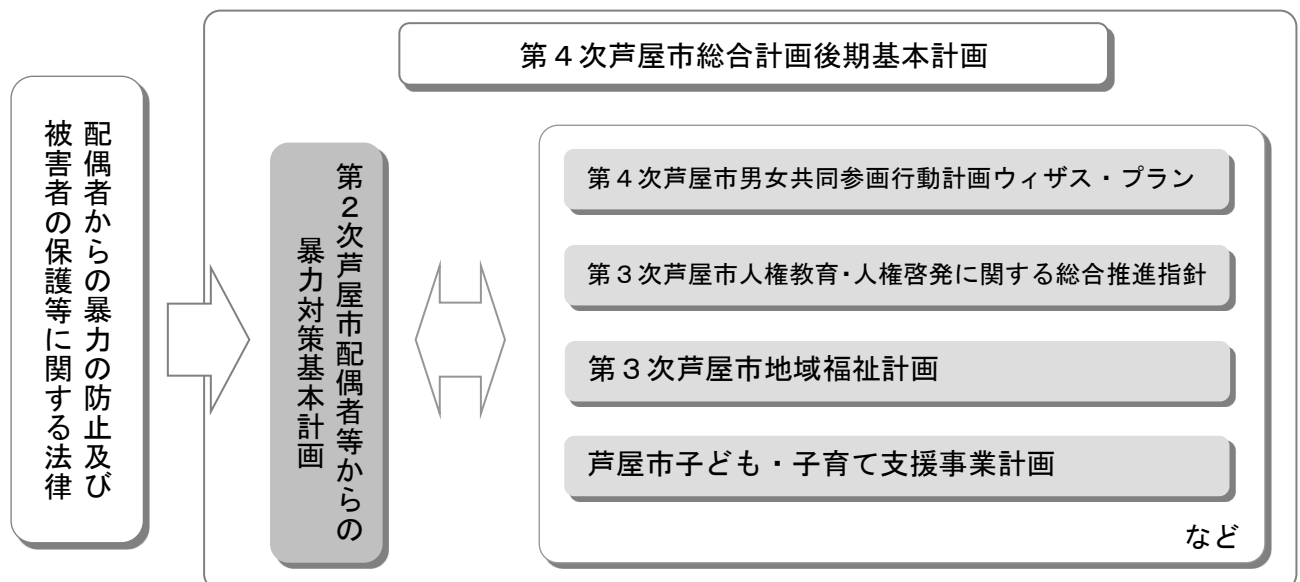 第４次芦屋市総合計画後期基本計画
配偶者からの暴力の防止及び
被害者の保護等に関する法律
第２次芦屋市配偶者等からの
暴力対策基本計画
第４次芦屋市男女共同参画行動計画ウィザス・プラン
第３次芦屋市人権教育・人権啓発に関する総合推進指針
第３次芦屋市地域福祉計画
芦屋市子ども・子育て支援事業計画
など